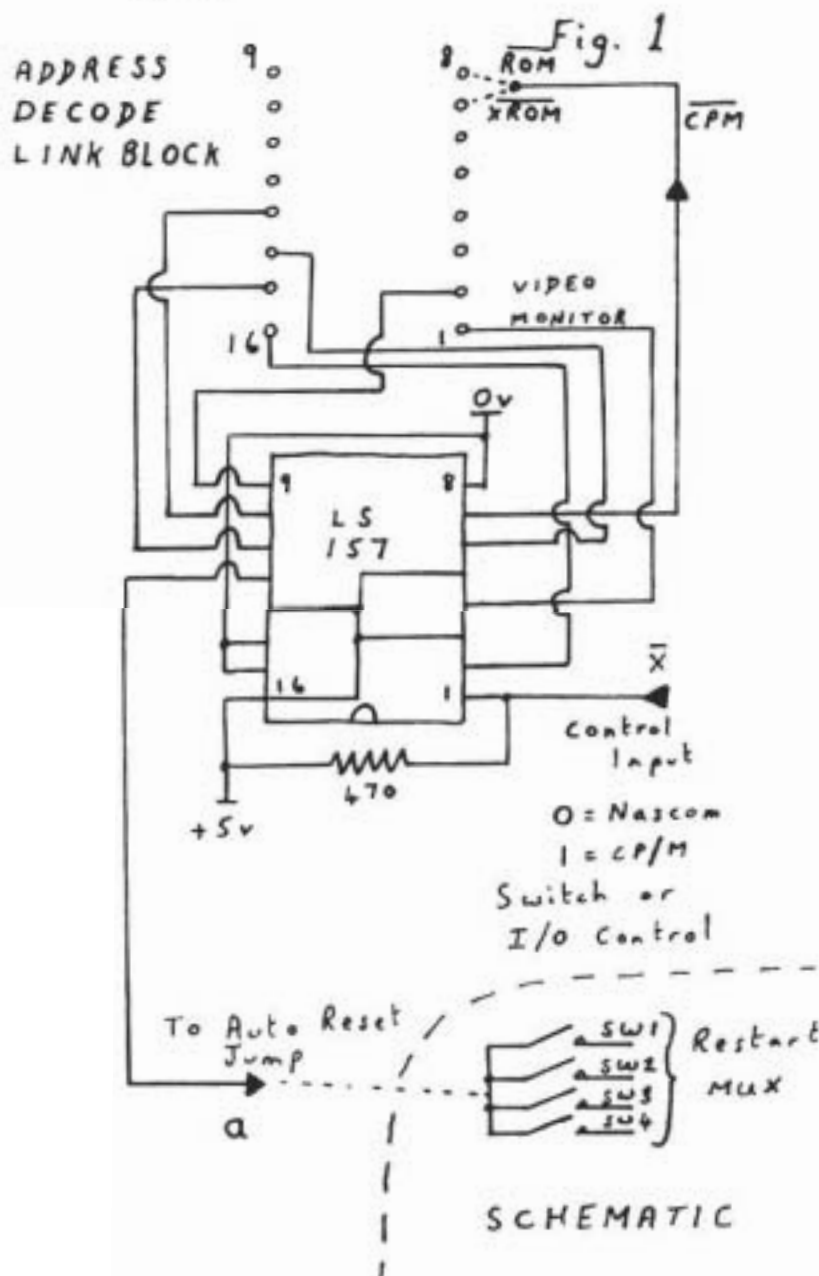 Fig. 1
ADDRESS
DECODE
LINK BLOCK
9
8
ROM
XROM
CPM
VIDEO
MONITOR
16
1
0v
9
8
LS
157
16
1
X
Control
Input
470
+5v
0 = Nascom
1 = CP/M
Switch or
I/O Control
To Auto Reset
Jump
a
SW1
SW2
SW3
SW4
Restart
MUX
SCHEMATIC